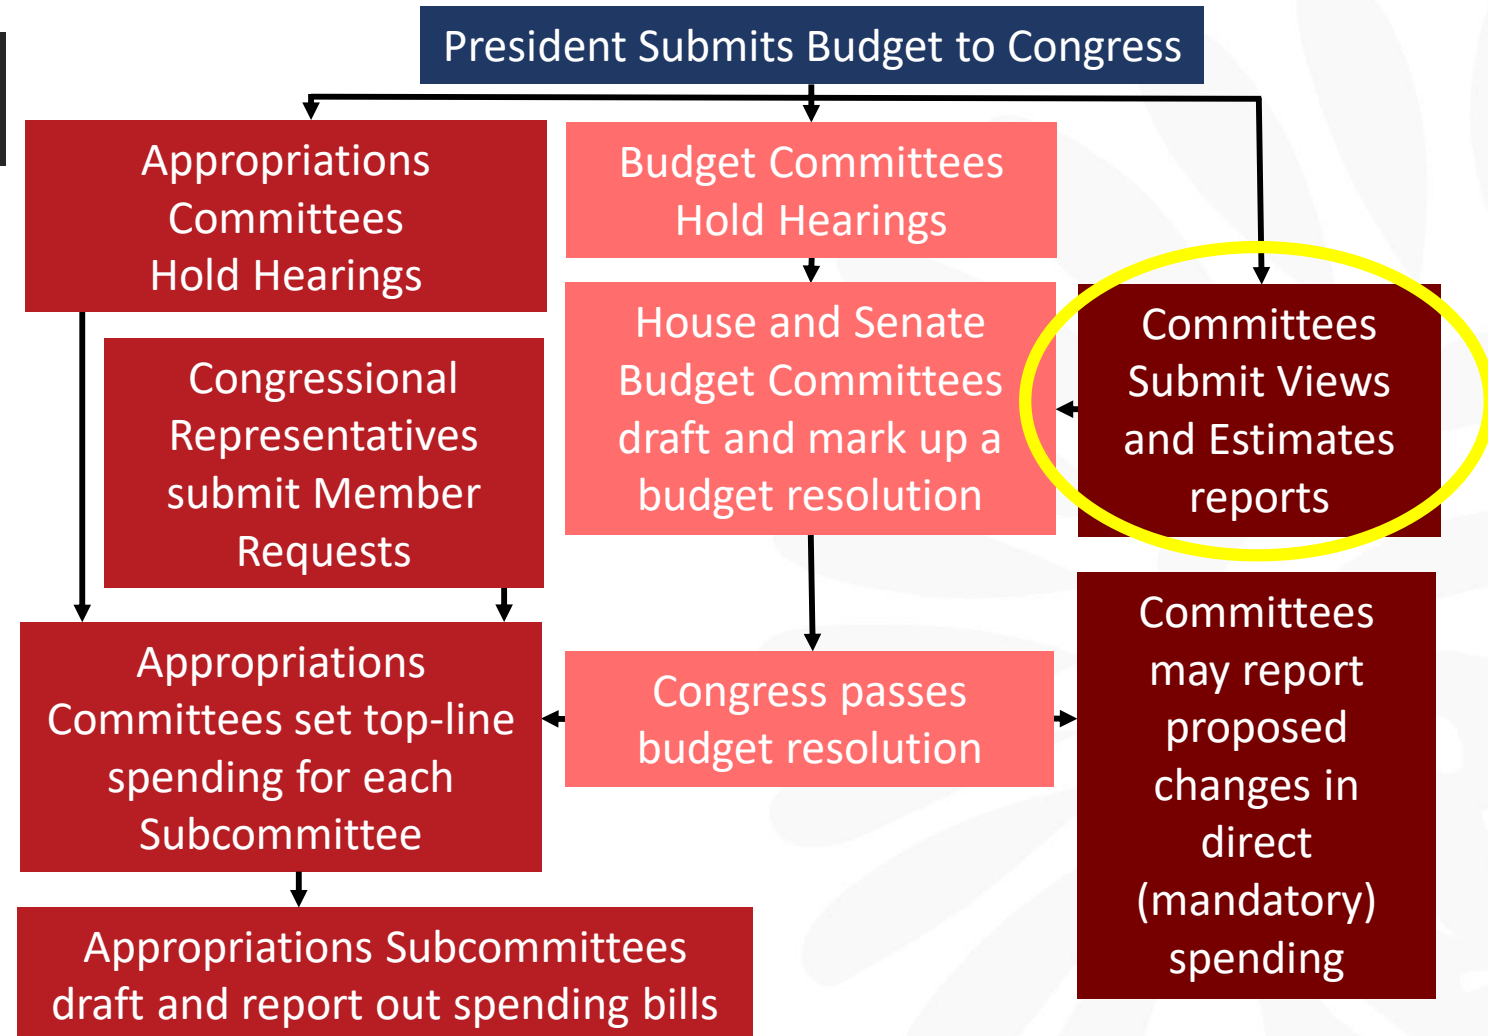 President Submits Budget to Congress
Appropriations
Committees
Hold Hearings
Budget Committees
Hold Hearings
House and Senate
Budget Committees
draft and mark up a
budget resolution
Committees
Submit Views
and Estimates
reports
Congressional
Representatives
submit Member
Requests
Appropriations
Committees set top-line
spending for each
Subcommittee
Congress passes
budget resolution
Committees
may report
proposed
changes in
direct
(mandatory)
spending
Appropriations Subcommittees
draft and report out spending bills